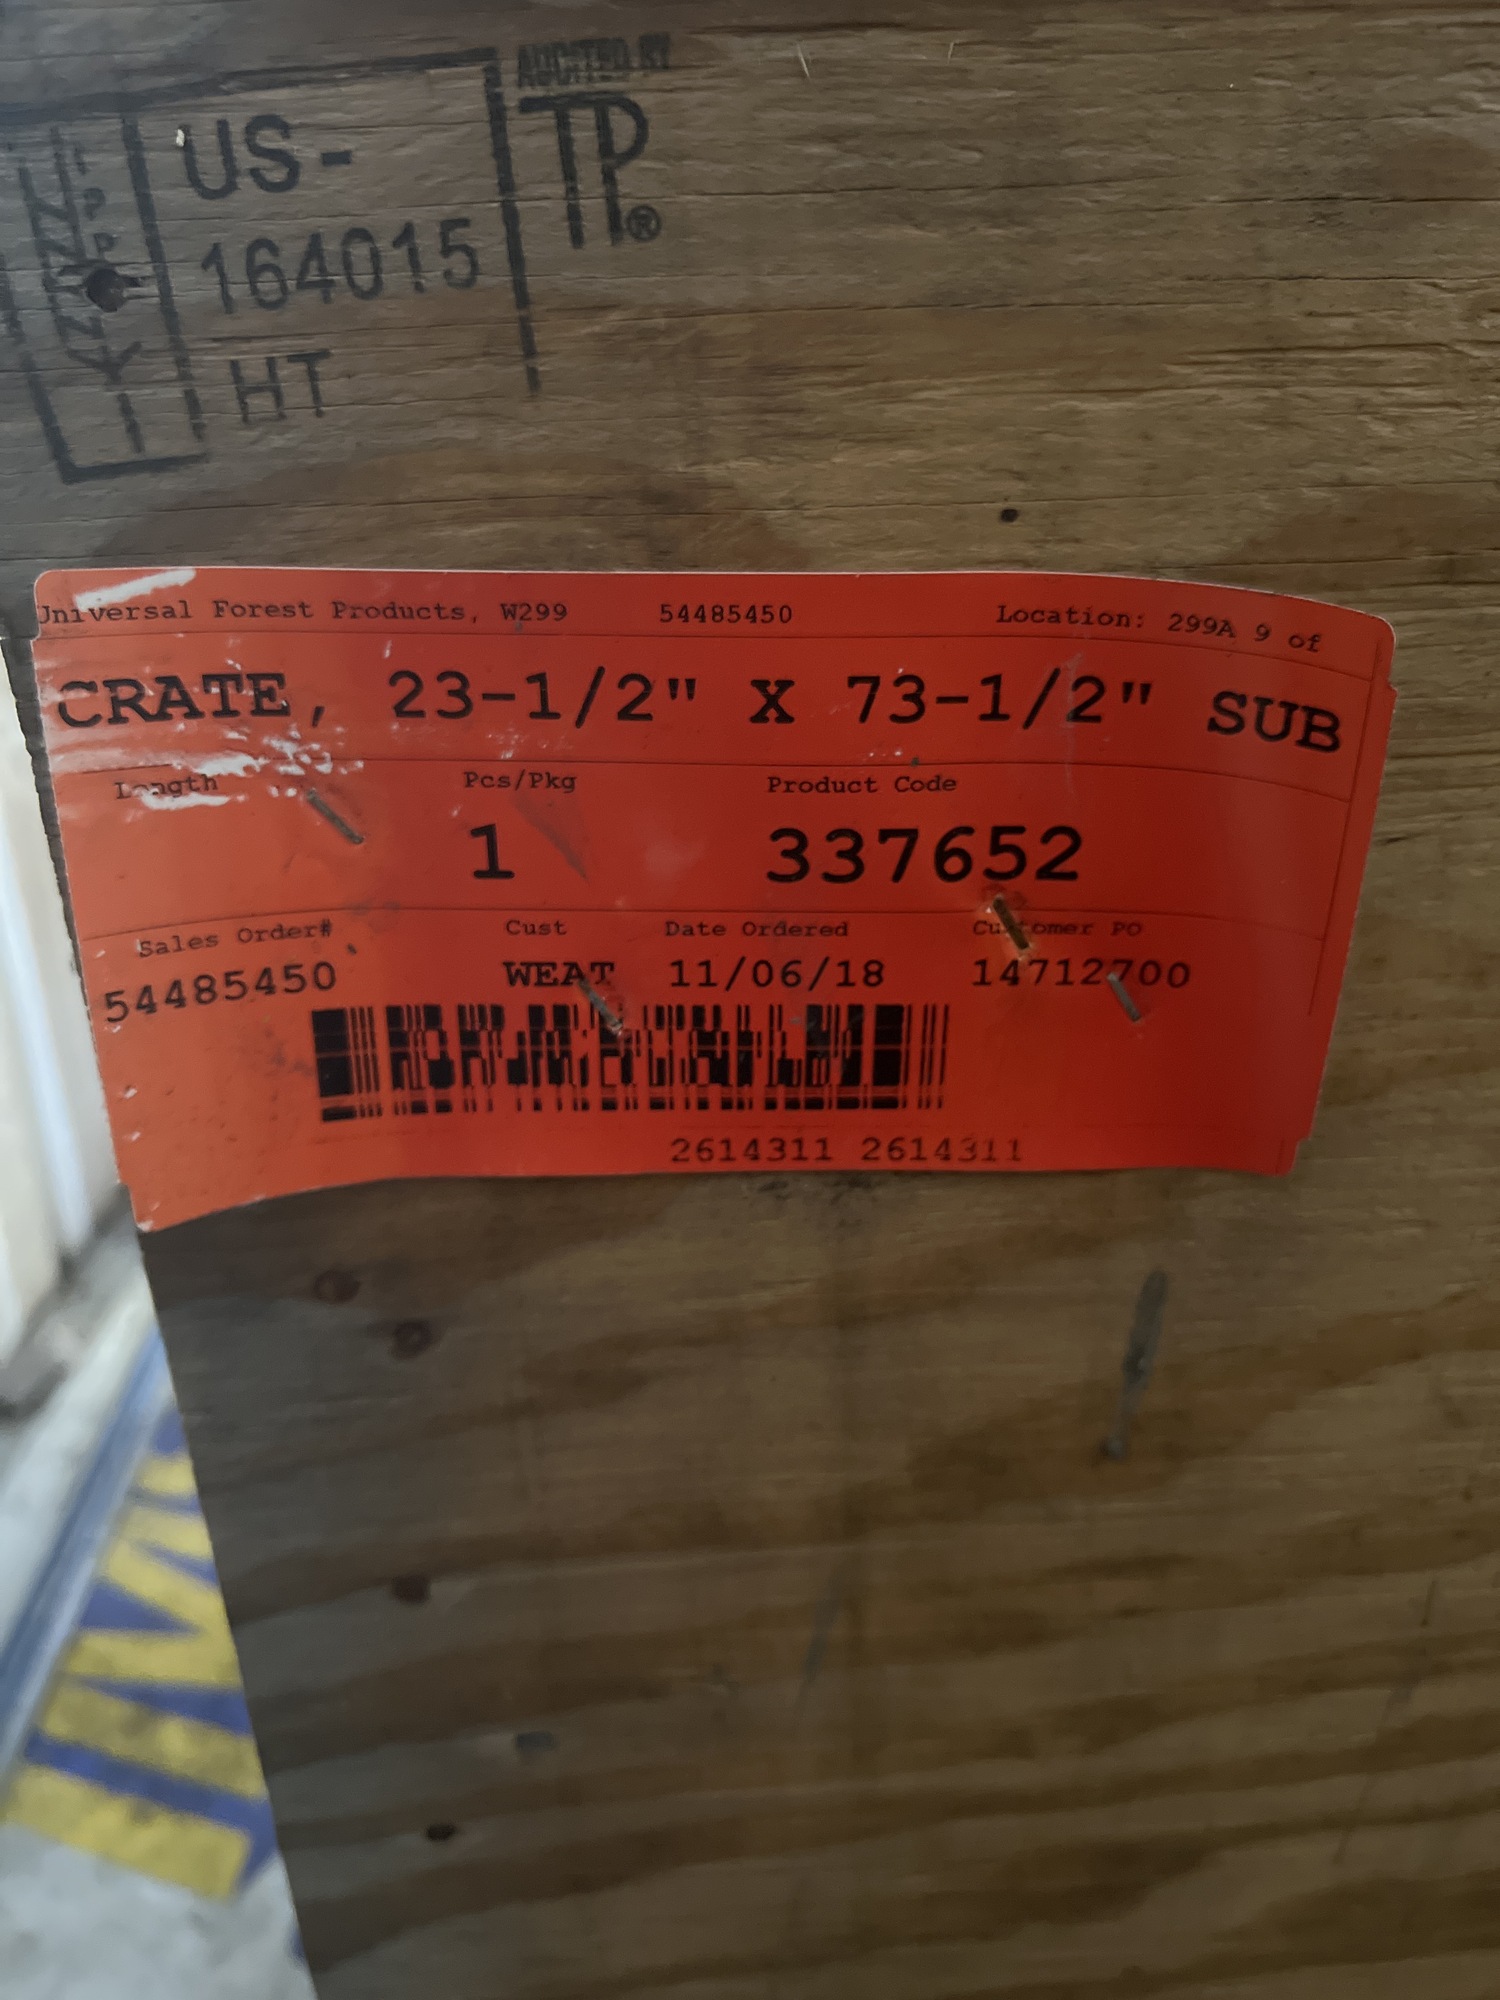 AUDITED BY
TP®
IPPC
US-
164015
HT
Universal Forest Products, W299 54485450 Location: 299A 9 of
CRATE, 23-1/2" X 73-1/2" SUB
Length Pcs/Pkg Product Code
1 337652
Sales Order# Cust Date Ordered Customer PO
54485450 WEAT 11/06/18 14712700
2614311 2614311